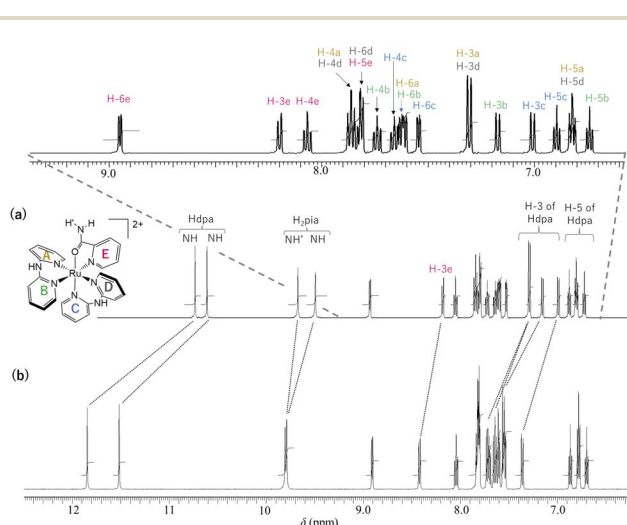 H-4a H-6d H-4c H-3a H-5a
H-4d H-5e H-6a H-3d H-5d
H-6e H-3e H-4e H-4b H-6b H-6c H-3b H-3c H-5c H-5b
9.0 8.0 7.0
(a)
H'
N H
2+
O
A E
N N
HN Ru
N N D
B
N HN
C
Hdpa
NH NH
H2pia
NH' NH
H-3e
H-3 of
Hdpa
H-5 of
Hdpa
(b)
12 11 10 9.0 8.0 7.0
δ (ppm)